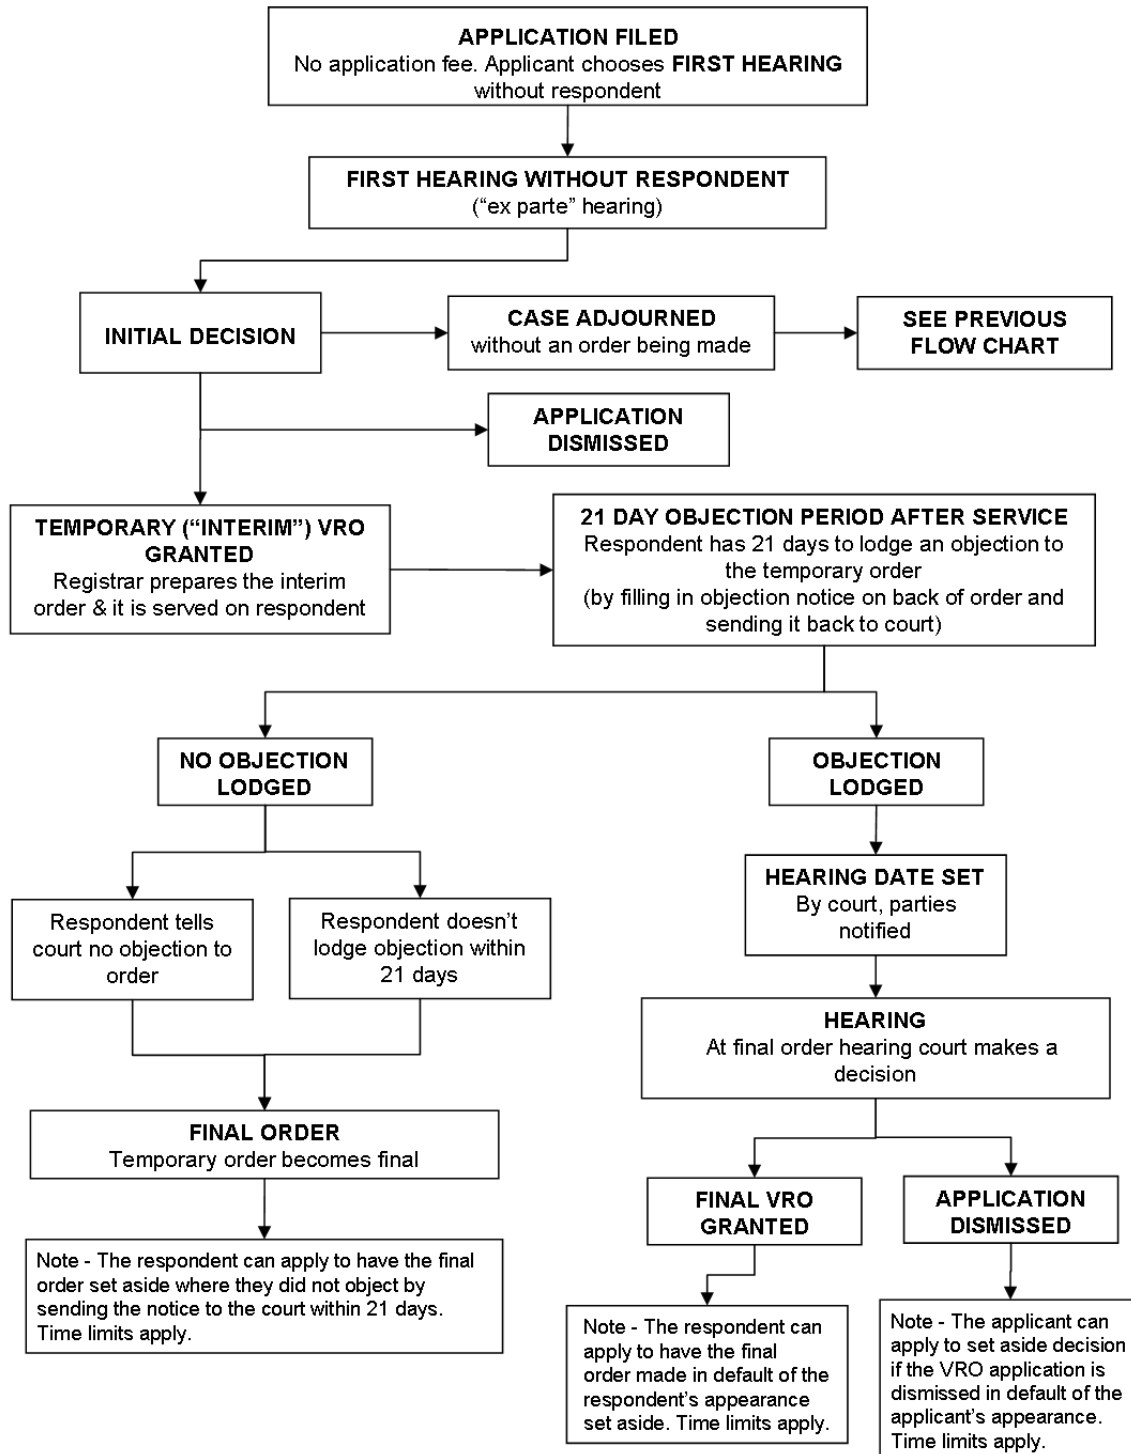 APPLICATION FILED
No application fee. Applicant chooses FIRST HEARING
without respondent
FIRST HEARING WITHOUT RESPONDENT
("ex parte" hearing)
INITIAL DECISION
CASE ADJOURNED
without an order being made
SEE PREVIOUS
FLOW CHART
APPLICATION
DISMISSED
TEMPORARY ("INTERIM") VRO
GRANTED
Registrar prepares the interim
order & it is served on respondent
21 DAY OBJECTION PERIOD AFTER SERVICE
Respondent has 21 days to lodge an objection to
the temporary order
(by filling in objection notice on back of order and
sending it back to court)
NO OBJECTION
LODGED
OBJECTION
LODGED
Respondent tells
court no objection to
order
Respondent doesn't
lodge objection within
21 days
HEARING DATE SET
By court, parties
notified
HEARING
At final order hearing court makes a
decision
FINAL ORDER
Temporary order becomes final
FINAL VRO
GRANTED
APPLICATION
DISMISSED
Note - The respondent can apply to have the final
order set aside where they did not object by
sending the notice to the court within 21 days.
Time limits apply.
Note - The respondent can
apply to have the final
order made in default of the
respondent's appearance
set aside. Time limits apply.
Note - The applicant can
apply to set aside decision
if the VRO application is
dismissed in default of the
applicant's appearance.
Time limits apply.